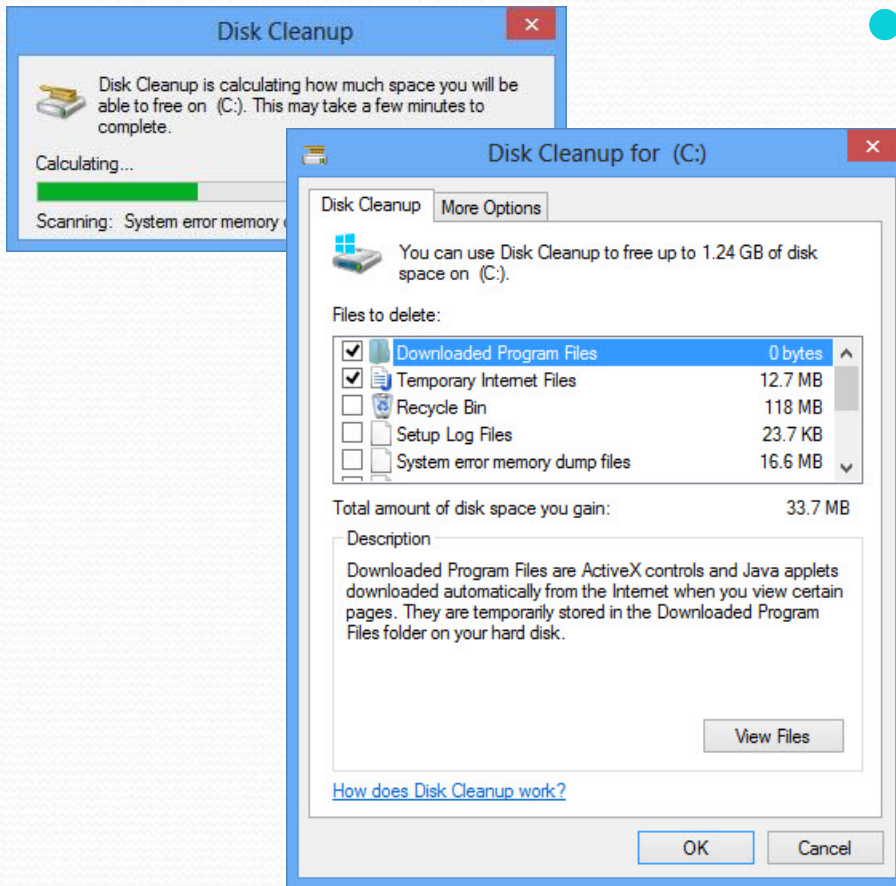 Disk Cleanup
Disk Cleanup is calculating how much space you will be
able to free on (C:). This may take a few minutes to
complete.
Calculating...
Scanning: System error memory
Disk Cleanup for (C:)
Disk Cleanup
More Options
You can use Disk Cleanup to free up to 1.24 GB of disk
space on (C:).
Files to delete:
Downloaded Program Files 0 bytes
Temporary Internet Files 12.7 MB
Recycle Bin 118 MB
Setup Log Files 23.7 KB
System error memory dump files 16.6 MB
Total amount of disk space you gain: 33.7 MB
Description
Downloaded Program Files are ActiveX controls and Java applets
downloaded automatically from the Internet when you view certain
pages. They are temporarily stored in the Downloaded Program
Files folder on your hard disk.
View Files
How does Disk Cleanup work?
OK Cancel